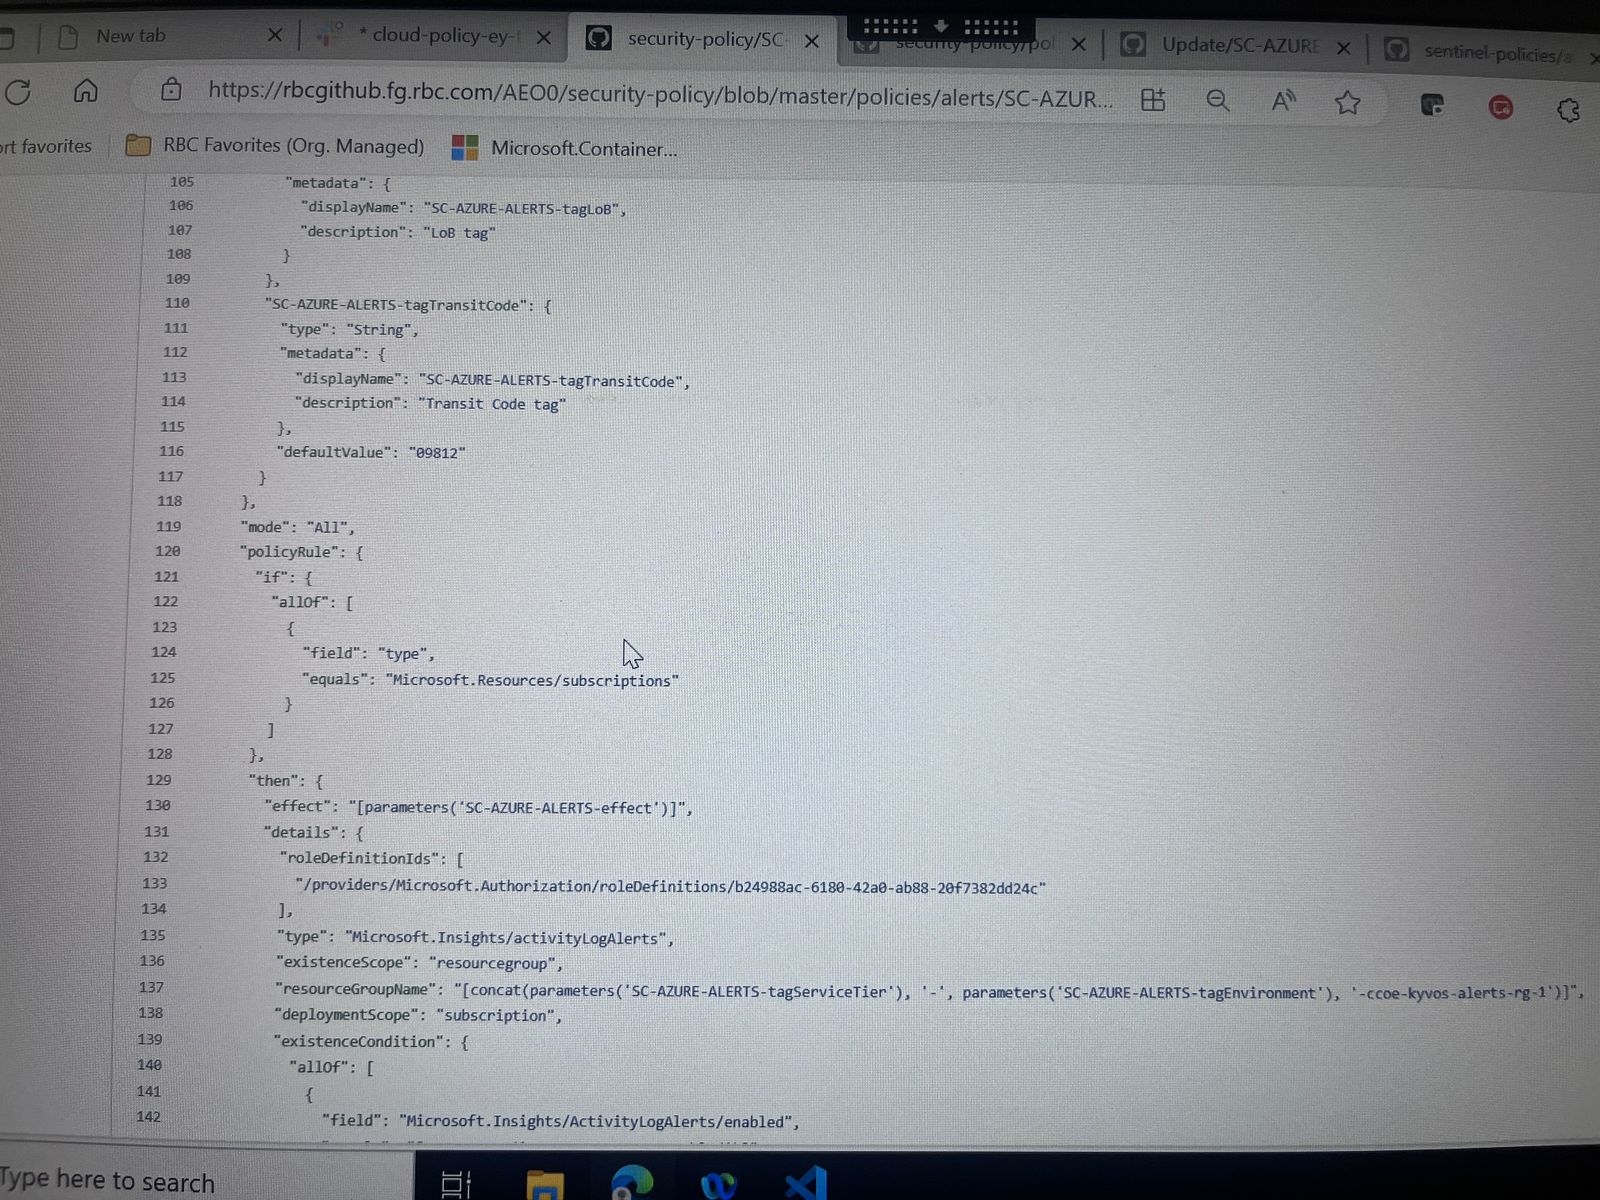 New tab
* cloud-policy-ey-
security-policy/SC-
security-policy/pol
Update/SC-AZURE
sentinel-policies/a
https://rbcgithub.fg.rbc.com/AEO0/security-policy/blob/master/policies/alerts/SC-AZUR...
ort favorites
RBC Favorites (Org. Managed)
Microsoft.Container...
105 "metadata": {
106 "displayName": "SC-AZURE-ALERTS-tagLoB",
107 "description": "LoB tag"
108 }
109 },
110 "SC-AZURE-ALERTS-tagTransitCode": {
111 "type": "String",
112 "metadata": {
113 "displayName": "SC-AZURE-ALERTS-tagTransitCode",
114 "description": "Transit Code tag"
115 },
116 "defaultValue": "09812"
117 }
118 },
119 "mode": "All",
120 "policyRule": {
121 "if": {
122 "allOf": [
123 {
124 "field": "type",
125 "equals": "Microsoft.Resources/subscriptions"
126 }
127 ]
128 },
129 "then": {
130 "effect": "[parameters('SC-AZURE-ALERTS-effect')]",
131 "details": {
132 "roleDefinitionIds": [
133 "/providers/Microsoft.Authorization/roleDefinitions/b24988ac-6180-42a0-ab88-20f7382dd24c"
134 ],
135 "type": "Microsoft.Insights/activityLogAlerts",
136 "existenceScope": "resourcegroup",
137 "resourceGroupName": "[concat(parameters('SC-AZURE-ALERTS-tagServiceTier'), '-', parameters('SC-AZURE-ALERTS-tagEnvironment'), '-ccoe-kyvos-alerts-rg-1')]",
138 "deploymentScope": "subscription",
139 "existenceCondition": {
140 "allOf": [
141 {
142 "field": "Microsoft.Insights/ActivityLogAlerts/enabled",
Type here to search